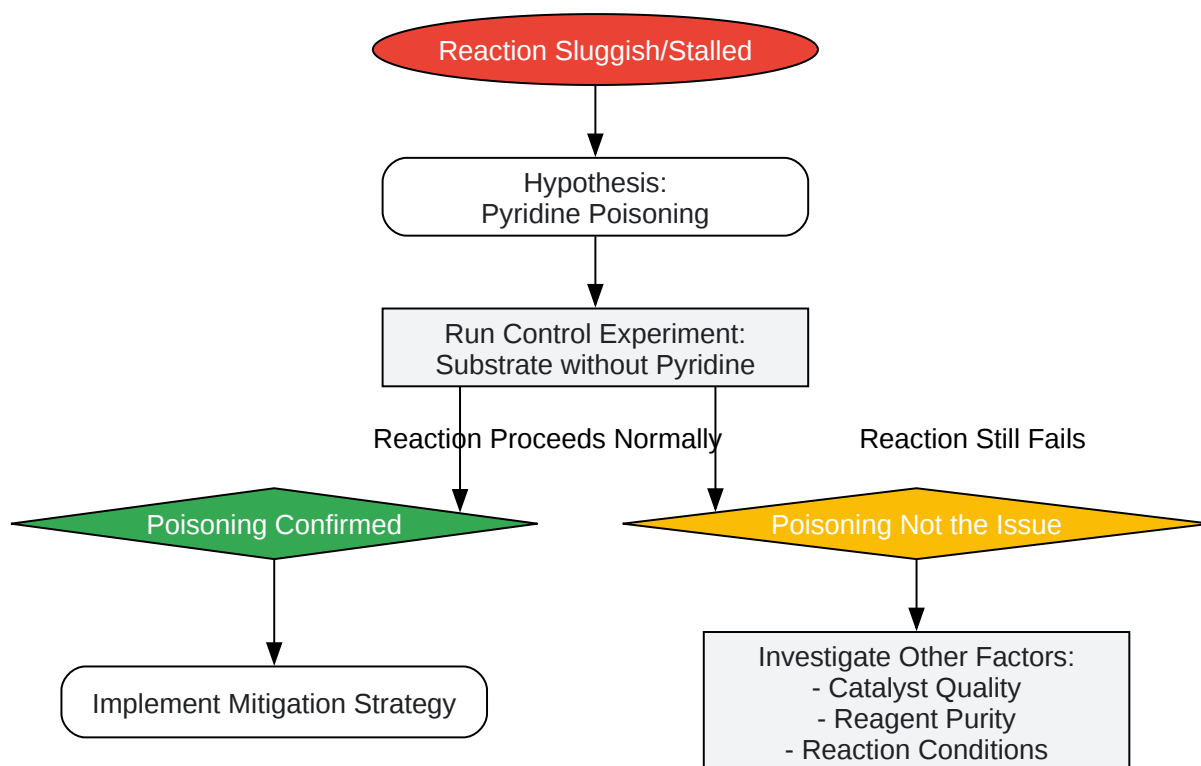 Reaction Sluggish/Stalled
Hypothesis:
Pyridine Poisoning
Run Control Experiment:
Substrate without Pyridine
Reaction Proceeds Normally
Reaction Still Fails
Poisoning Confirmed
Poisoning Not the Issue
Implement Mitigation Strategy
Investigate Other Factors:
- Catalyst Quality
- Reagent Purity
- Reaction Conditions